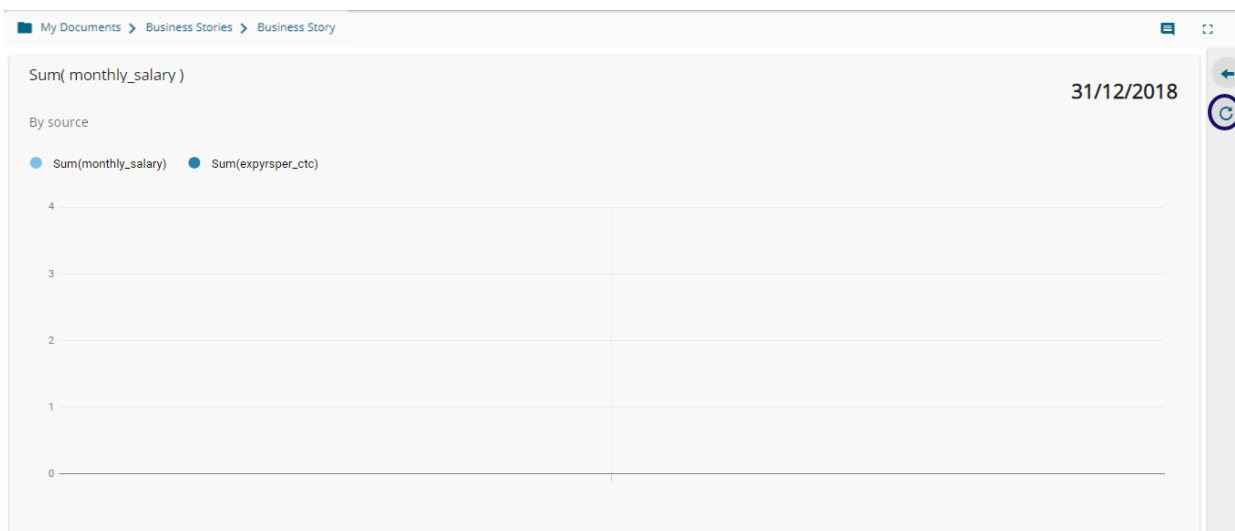 My Documents > Business Stories > Business Story
Sum( monthly_salary )
31/12/2018
By source
Sum(monthly_salary) Sum(expyrsper_ctc)
4
3
2
1
0